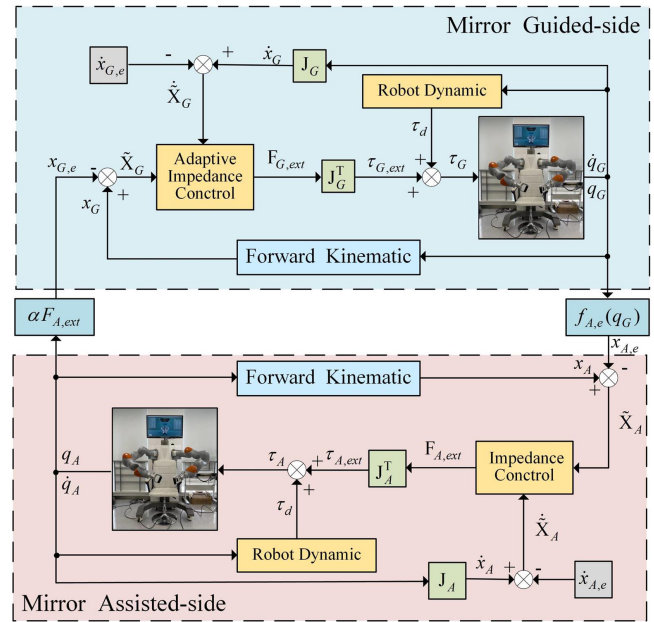 Mirror Guided-side
ẋ_{G,e}
-
+
ẋ_G
J_G
\dot{X̃}_G
Robot Dynamic
τ_d
x_{G,e}
-
X̃_G
+
x_G
Adaptive
Impedance
Conctrol
F_{G,ext}
J_G^T
τ_{G,ext}
+
+
τ_G
q̇_G
q_G
Forward Kinematic
αF_{A,ext}
f_{A,e}(q_G)
x_{A,e}
Forward Kinematic
x_A
+
-
X̃_A
q_A
q̇_A
τ_A
+
+
τ_{A,ext}
J_A^T
F_{A,ext}
Impedance
Conctrol
τ_d
\dot{X̃}_A
Robot Dynamic
J_A
ẋ_A
+
-
ẋ_{A,e}
Mirror Assisted-side